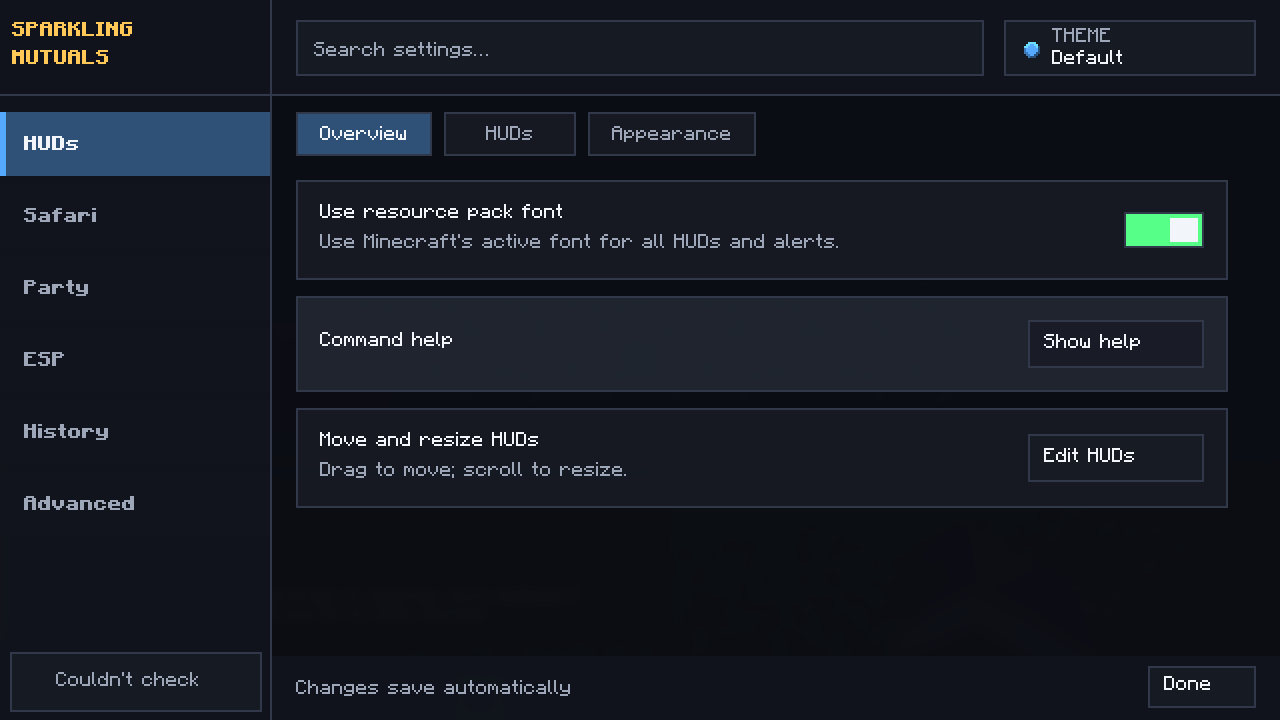 SPARKLING
MUTUALS
Search settings...
THEME
Default
HUDs
Safari
Party
ESP
History
Advanced
Couldn't check
Overview
HUDs
Appearance
Use resource pack font
Use Minecraft's active font for all HUDs and alerts.
Command help
Show help
Move and resize HUDs
Drag to move; scroll to resize.
Edit HUDs
Changes save automatically
Done